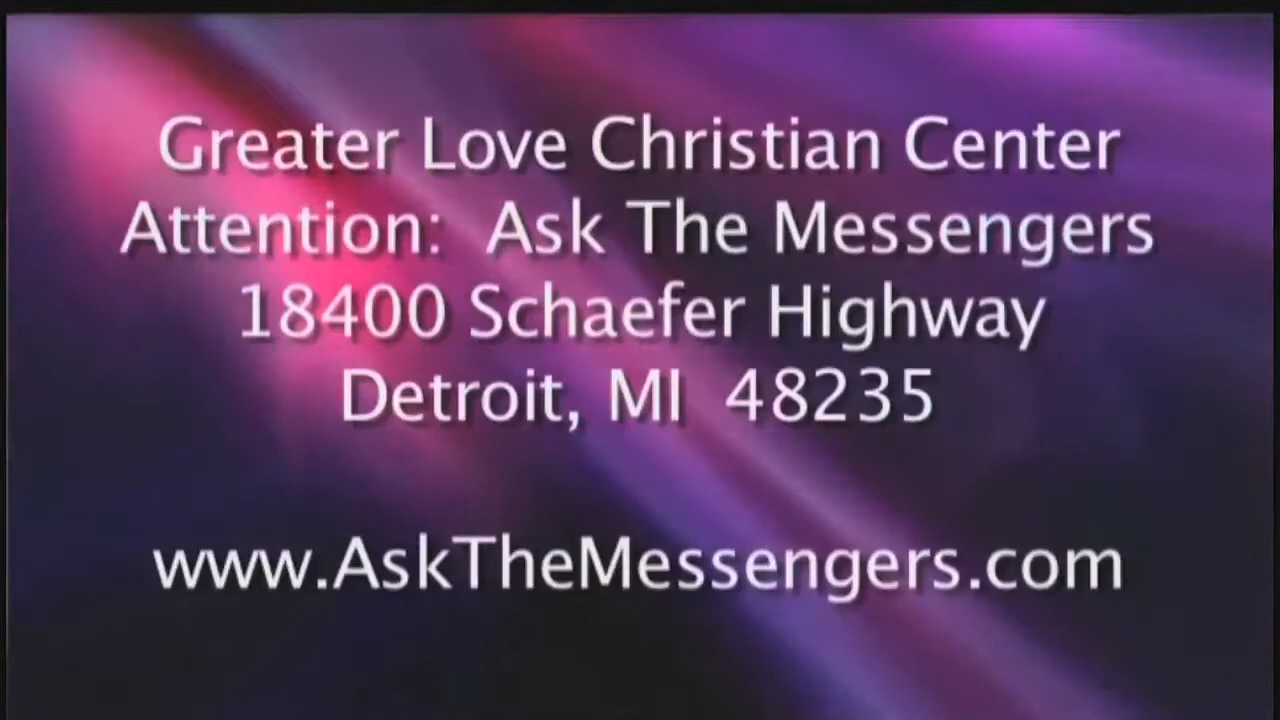 Greater Love Christian Center
Attention:  Ask The Messengers
18400 Schaefer Highway
Detroit, MI  48235
www.AskTheMessengers.com